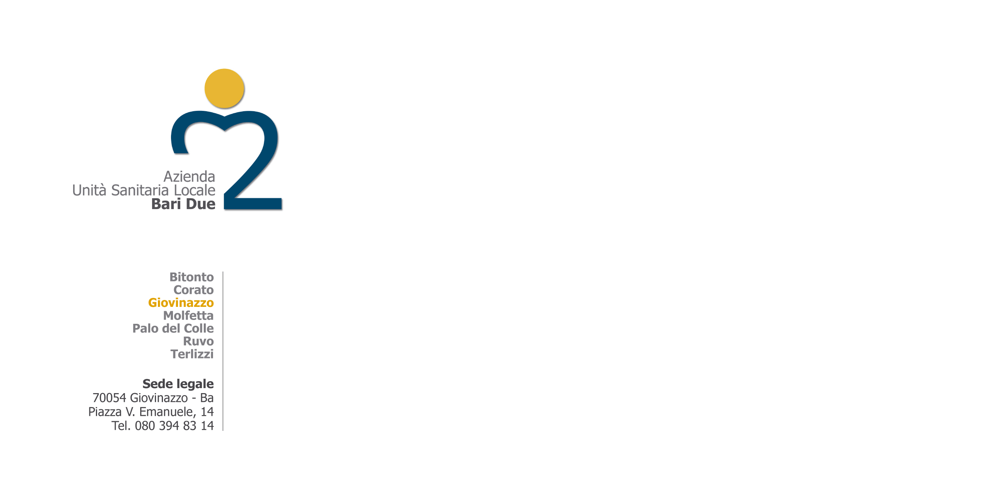 Azienda
Unità Sanitaria Locale
Bari Due
2
Bitonto
Corato
Giovinazzo
Molfetta
Palo del Colle
Ruvo
Terlizzi
Sede legale
70054 Giovinazzo - Ba
Piazza V. Emanuele, 14
Tel. 080 394 83 14